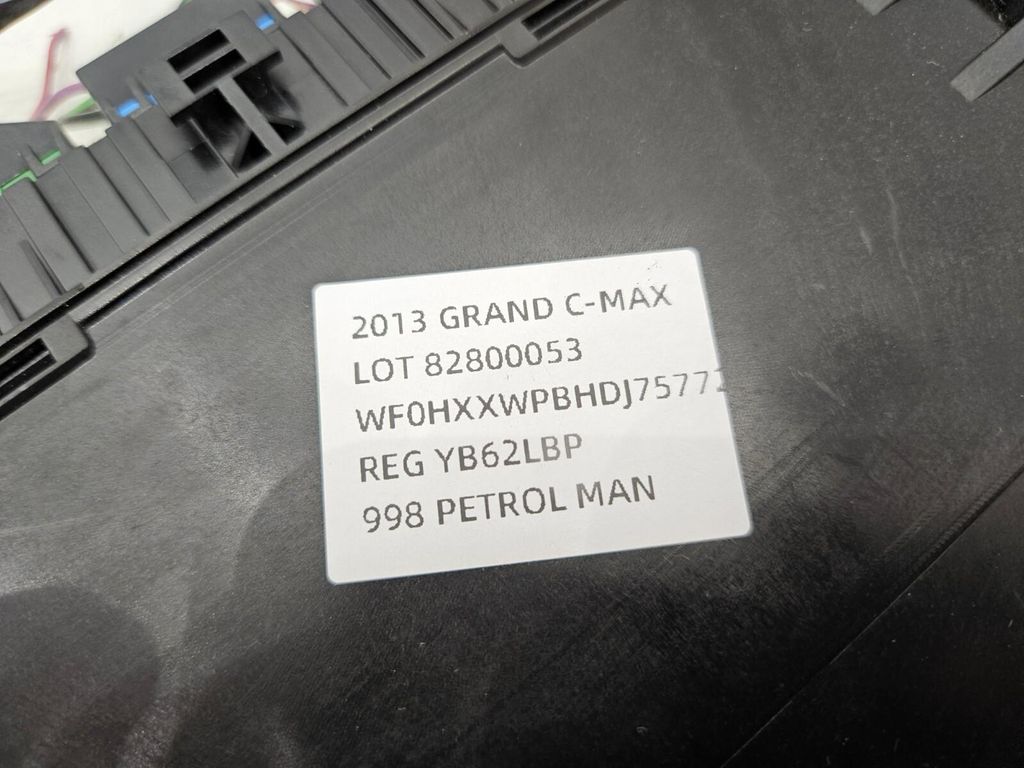 2013 GRAND C-MAX
LOT 82800053
WF0HXXWPBHDJ7577
REG YB62LBP
998 PETROL MAN